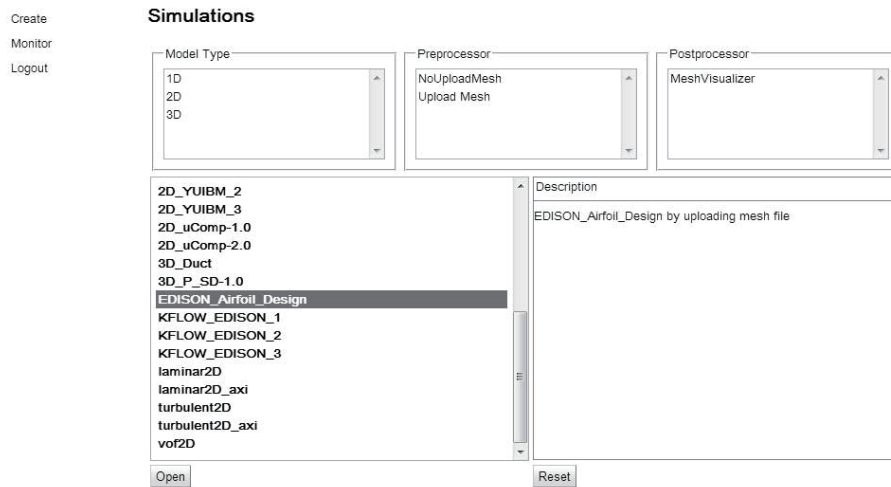 Create
Monitor
Logout
Simulations
Model Type
1D
2D
3D
Preprocessor
NoUploadMesh
Upload Mesh
Postprocessor
MeshVisualizer
2D_YUIBM_2
2D_YUIBM_3
2D_uComp-1.0
2D_uComp-2.0
3D_Duct
3D_P_SD-1.0
EDISON_Airfoil_Design
KFLOW_EDISON_1
KFLOW_EDISON_2
KFLOW_EDISON_3
laminar2D
laminar2D_axi
turbulent2D
turbulent2D_axi
vof2D
Description
EDISON_Airfoil_Design by uploading mesh file
Open
Reset